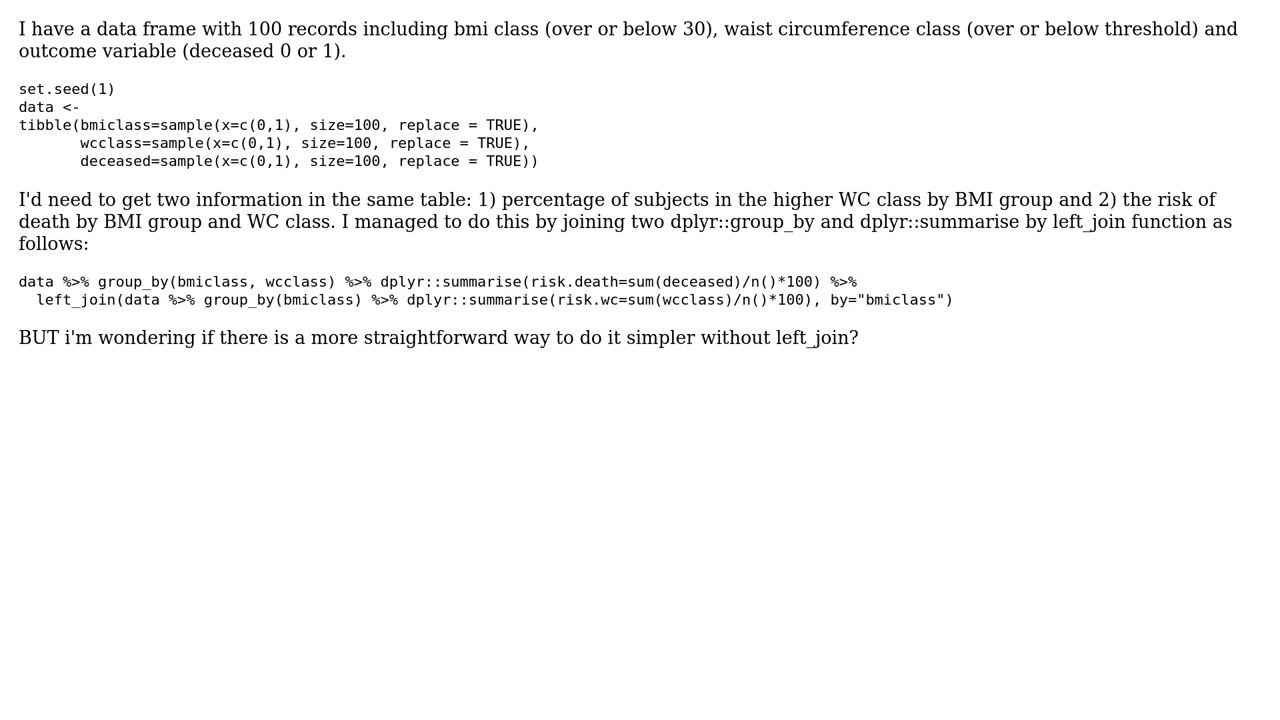 I have a data frame with 100 records including bmi class (over or below 30), waist circumference class (over or below threshold) and
outcome variable (deceased 0 or 1).
set.seed(1)
data <-
tibble(bmiclass=sample(x=c(0,1), size=100, replace = TRUE),
       wcclass=sample(x=c(0,1), size=100, replace = TRUE),
       deceased=sample(x=c(0,1), size=100, replace = TRUE))
I'd need to get two information in the same table: 1) percentage of subjects in the higher WC class by BMI group and 2) the risk of
death by BMI group and WC class. I managed to do this by joining two dplyr::group_by and dplyr::summarise by left_join function as
follows:
data %>% group_by(bmiclass, wcclass) %>% dplyr::summarise(risk.death=sum(deceased)/n()*100) %>%
  left_join(data %>% group_by(bmiclass) %>% dplyr::summarise(risk.wc=sum(wcclass)/n()*100), by="bmiclass")
BUT i'm wondering if there is a more straightforward way to do it simpler without left_join?